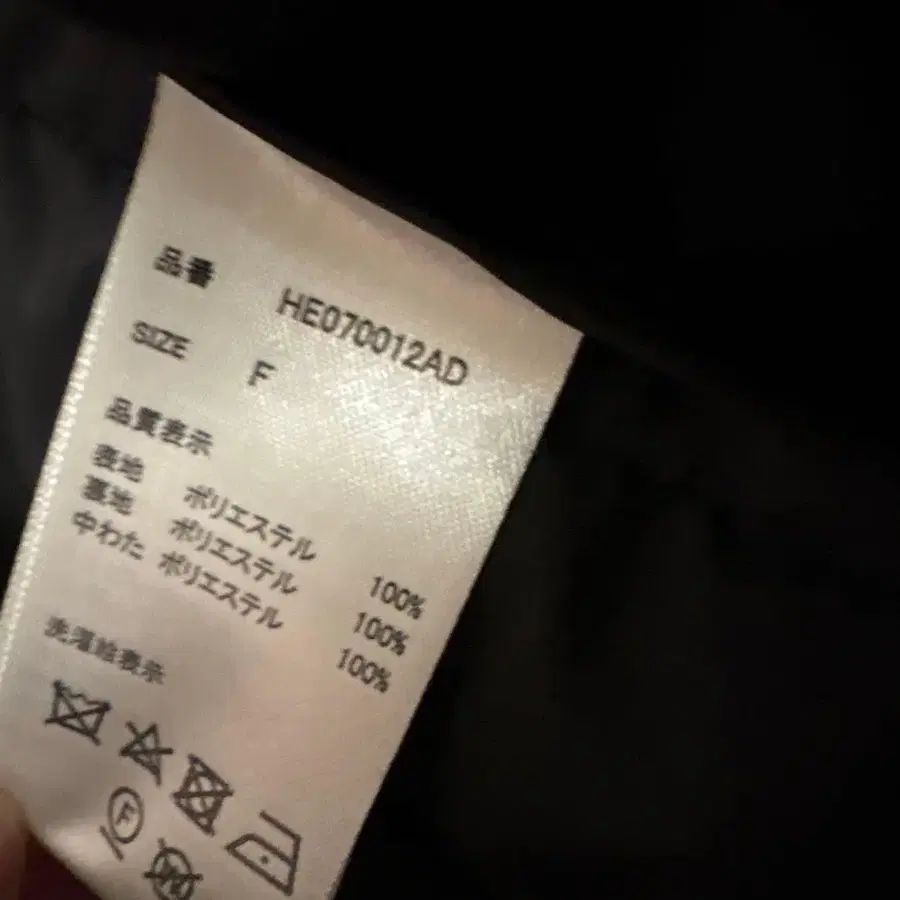 品番 HE070012AD
SIZE F
品質表示
表地 ポリエステル 100%
裏地 ポリエステル 100%
中わた ポリエステル 100%
洗濯絵表示
F
W